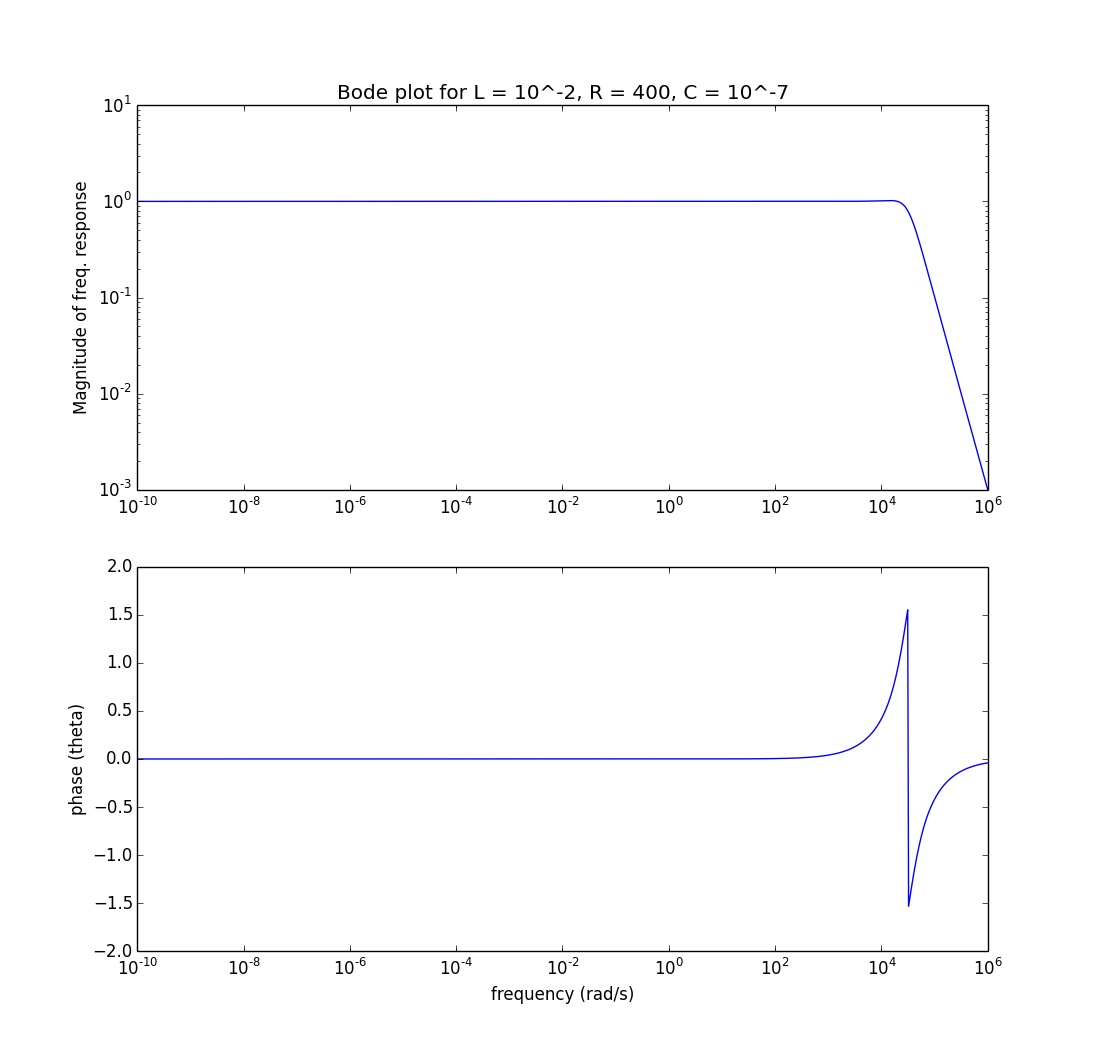 Bode plot for L = 10^-2, R = 400, C = 10^-7
10^1
10^0
10^-1
10^-2
10^-3
Magnitude of freq. response
10^-10 10^-8 10^-6 10^-4 10^-2 10^0 10^2 10^4 10^6
2.0
1.5
1.0
0.5
0.0
−0.5
−1.0
−1.5
−2.0
phase (theta)
10^-10 10^-8 10^-6 10^-4 10^-2 10^0 10^2 10^4 10^6
frequency (rad/s)